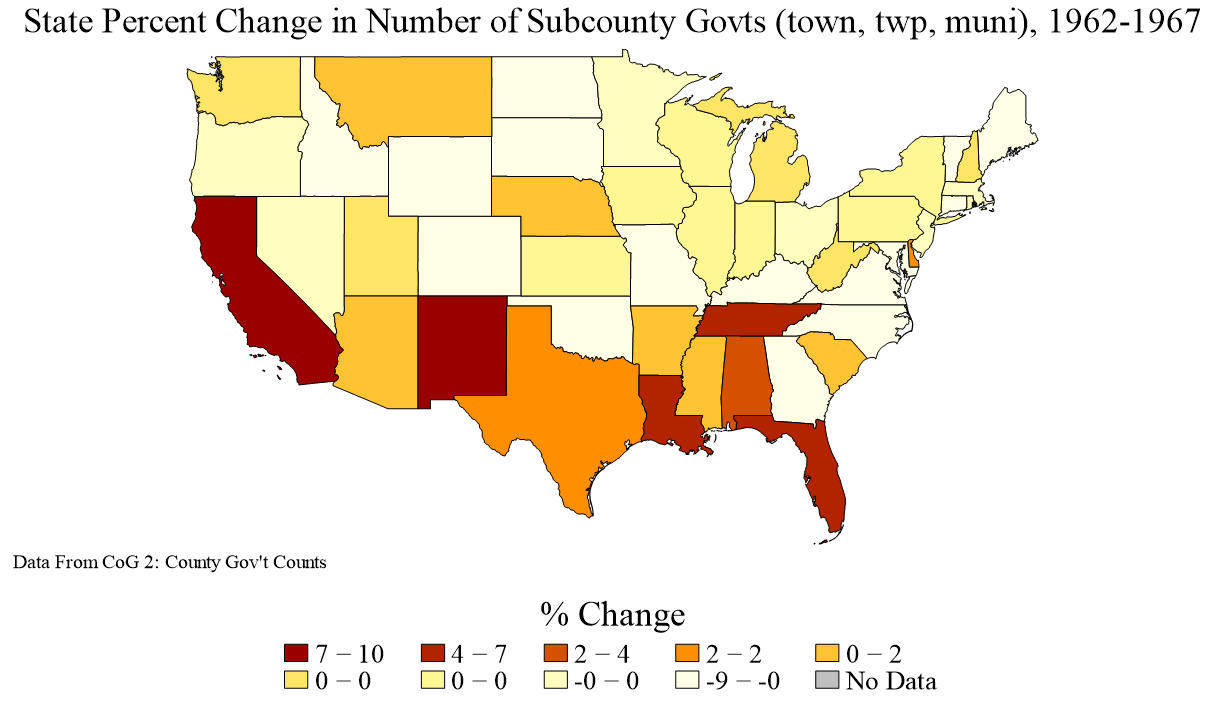 State Percent Change in Number of Subcounty Govts (town, twp, muni), 1962-1967
Data From CoG 2: County Gov't Counts
% Change
7 − 10 4 − 7 2 − 4 2 − 2 0 − 2
0 − 0 0 − 0 -0 − 0 -9 − -0 No Data